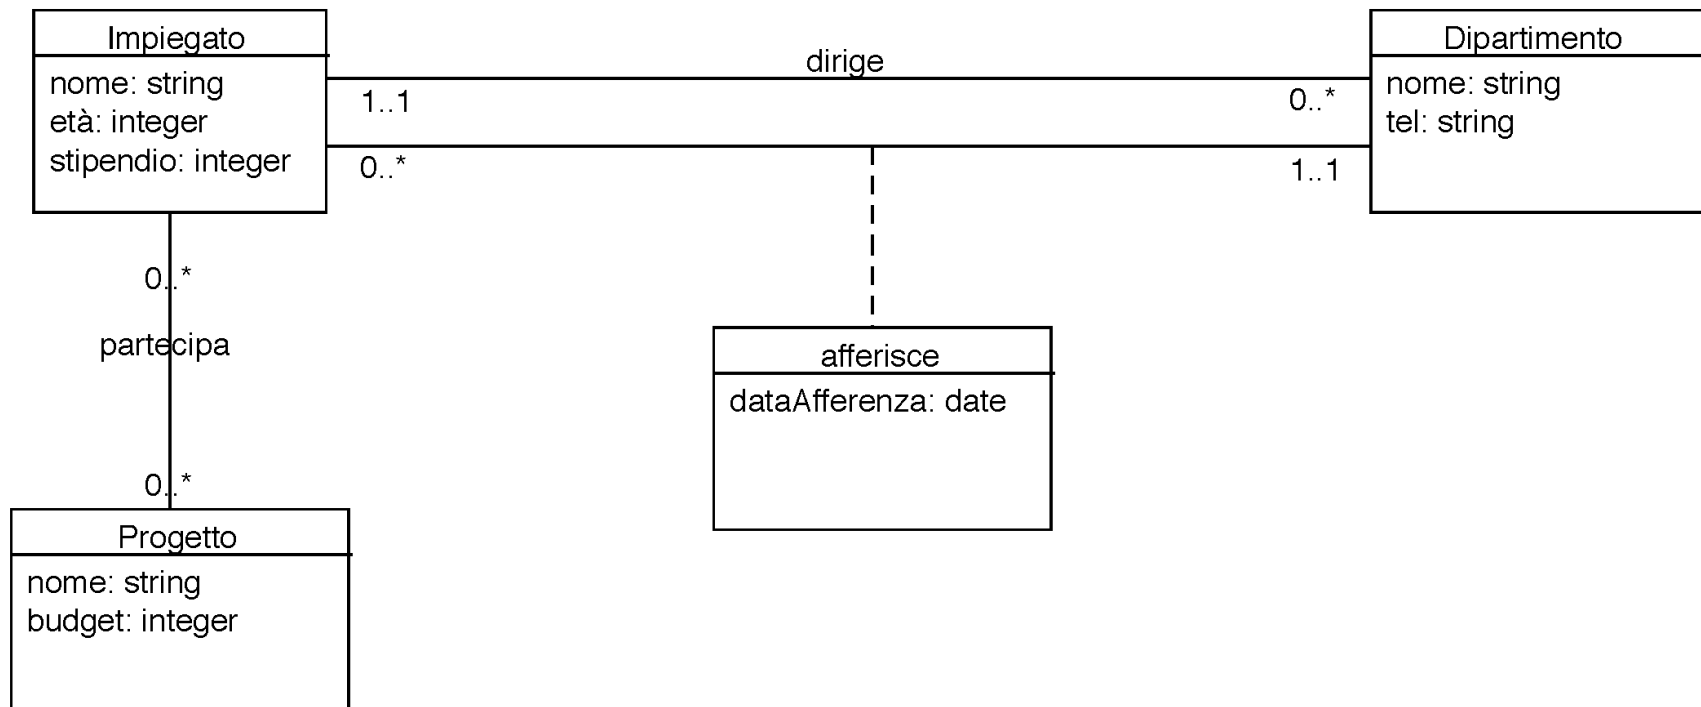 Impiegato
nome: string
età: integer
stipendio: integer
dirige
1..1
0..*
0..*
1..1
Dipartimento
nome: string
tel: string
0..*
partecipa
0..*
afferisce
dataAfferenza: date
Progetto
nome: string
budget: integer